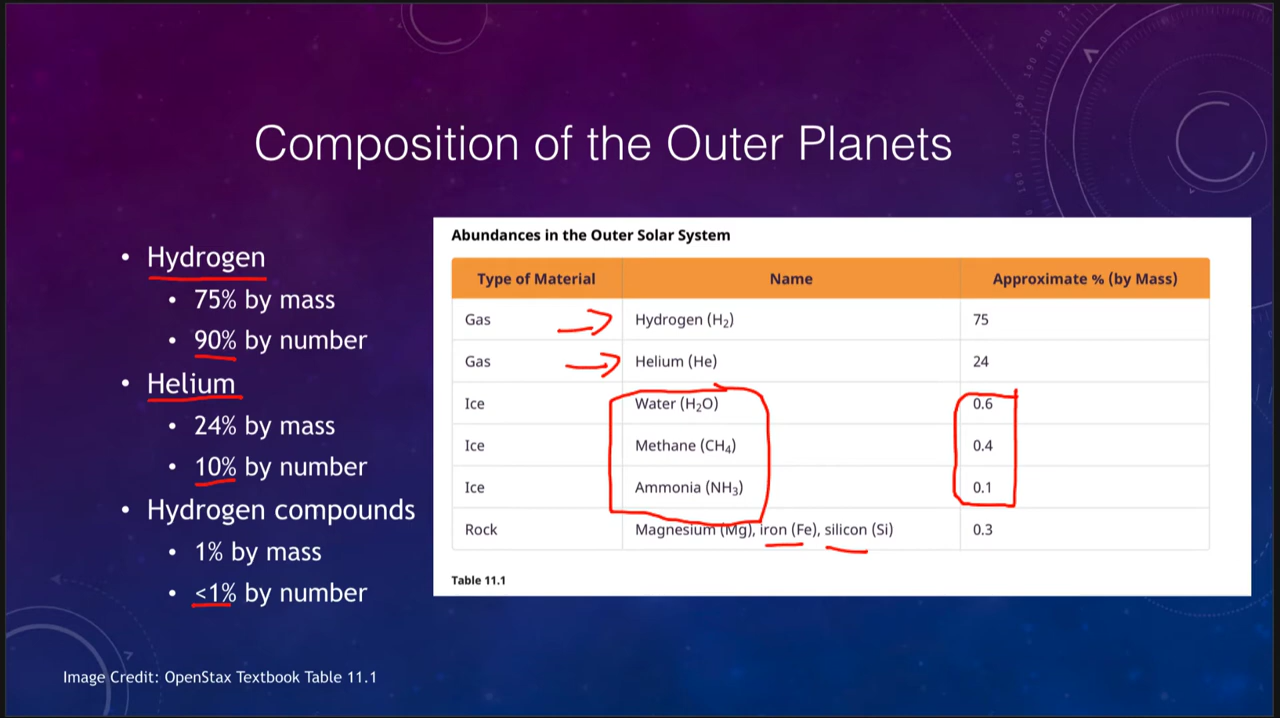 Composition of the Outer Planets
• Hydrogen
• 75% by mass
• 90% by number
• Helium
• 24% by mass
• 10% by number
• Hydrogen compounds
• 1% by mass
• <1% by number
Abundances in the Outer Solar System
Type of Material Name Approximate % (by Mass)
Gas Hydrogen (H₂) 75
Gas Helium (He) 24
Ice Water (H₂O) 0.6
Ice Methane (CH₄) 0.4
Ice Ammonia (NH₃) 0.1
Rock Magnesium (Mg), iron (Fe), silicon (Si) 0.3
Table 11.1
Image Credit: OpenStax Textbook Table 11.1